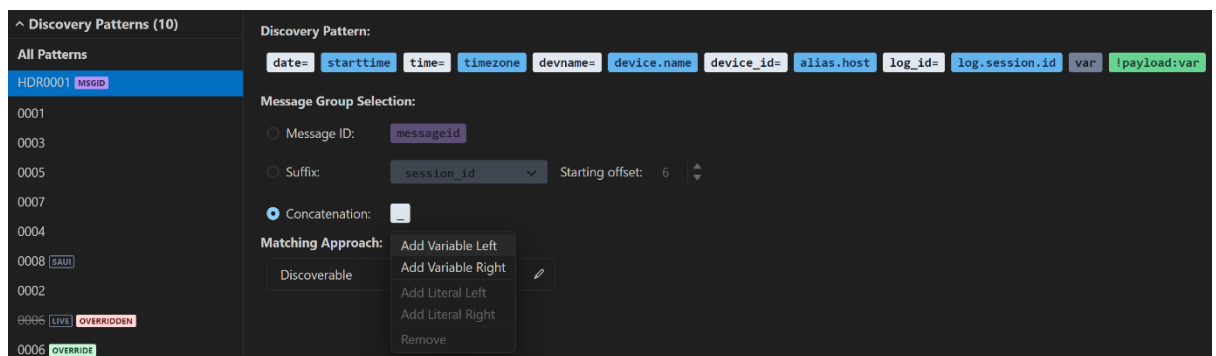 Discovery Patterns (10)
All Patterns
HDR0001 MSGID
0001
0003
0005
0007
0004
0008 SAUI
0002
0006 LIVE OVERRIDDEN
0006 OVERRIDE
Discovery Pattern:
date= starttime time= timezone devname= device.name device_id= alias.host log_id= log.session.id var !payload:var
Message Group Selection:
Message ID: messageid
Suffix: session_id Starting offset: 6
Concatenation: _
Matching Approach:
Discoverable
Add Variable Left
Add Variable Right
Add Literal Left
Add Literal Right
Remove